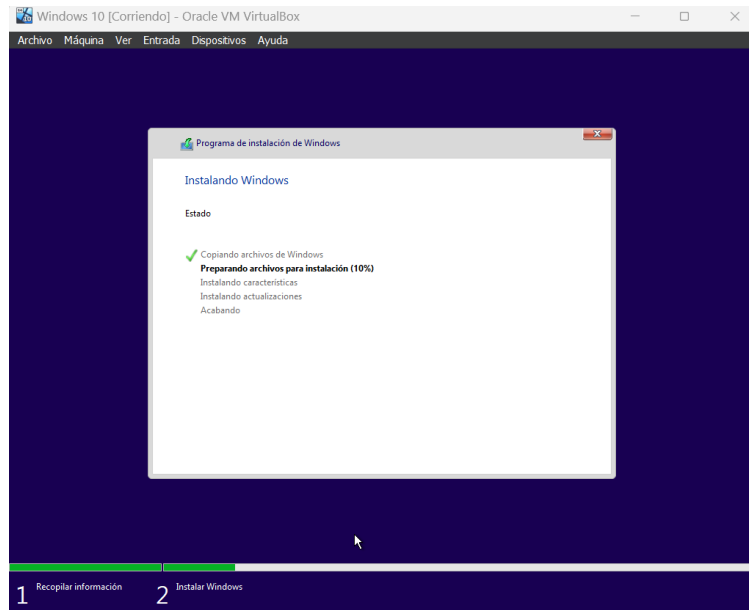 Windows 10 [Corriendo] - Oracle VM VirtualBox
Archivo Máquina Ver Entrada Dispositivos Ayuda
Programa de instalación de Windows
Instalando Windows
Estado
Copiando archivos de Windows
Preparando archivos para instalación (10%)
Instalando características
Instalando actualizaciones
Acabando
1 Recopilar información 2 Instalar Windows